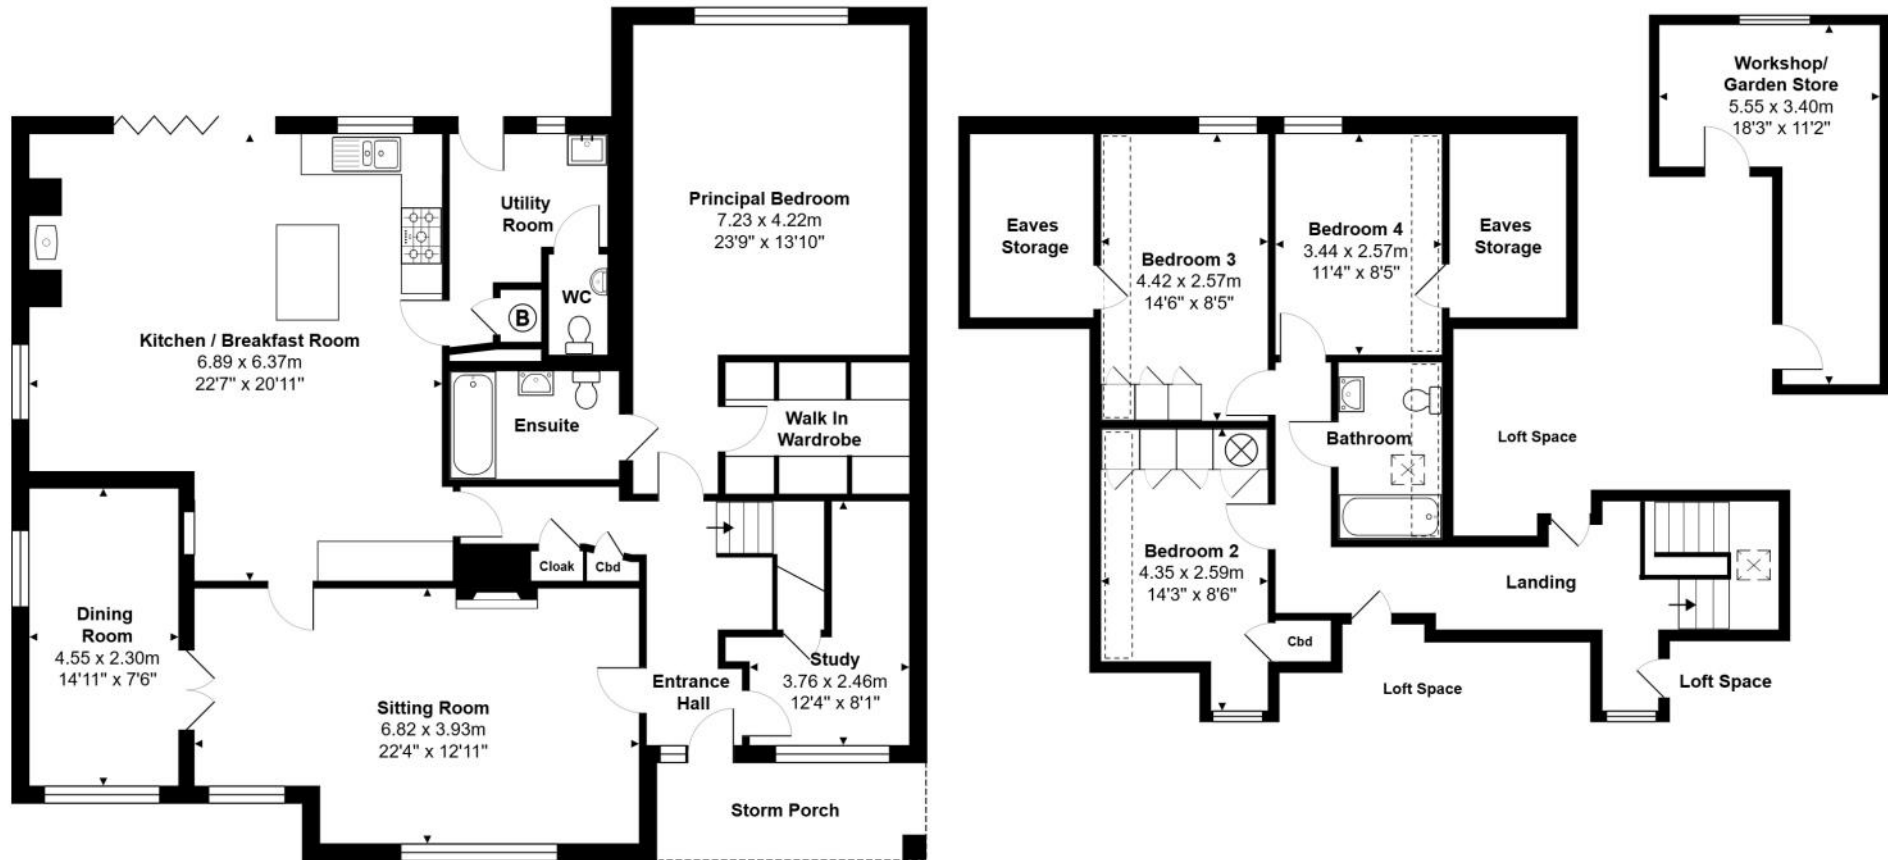 Principal Bedroom
7.23 x 4.22m
23'9" x 13'10"
Utility
Room
WC
B
Kitchen / Breakfast Room
6.89 x 6.37m
22'7" x 20'11"
Ensuite
Walk In
Wardrobe
Cloak
Cbd
Dining
Room
4.55 x 2.30m
14'11" x 7'6"
Sitting Room
6.82 x 3.93m
22'4" x 12'11"
Entrance
Hall
Study
3.76 x 2.46m
12'4" x 8'1"
Storm Porch
Eaves
Storage
Bedroom 3
4.42 x 2.57m
14'6" x 8'5"
Bedroom 4
3.44 x 2.57m
11'4" x 8'5"
Eaves
Storage
Bathroom
Loft Space
Bedroom 2
4.35 x 2.59m
14'3" x 8'6"
Landing
Cbd
Loft Space
Loft Space
Workshop/
Garden Store
5.55 x 3.40m
18'3" x 11'2"